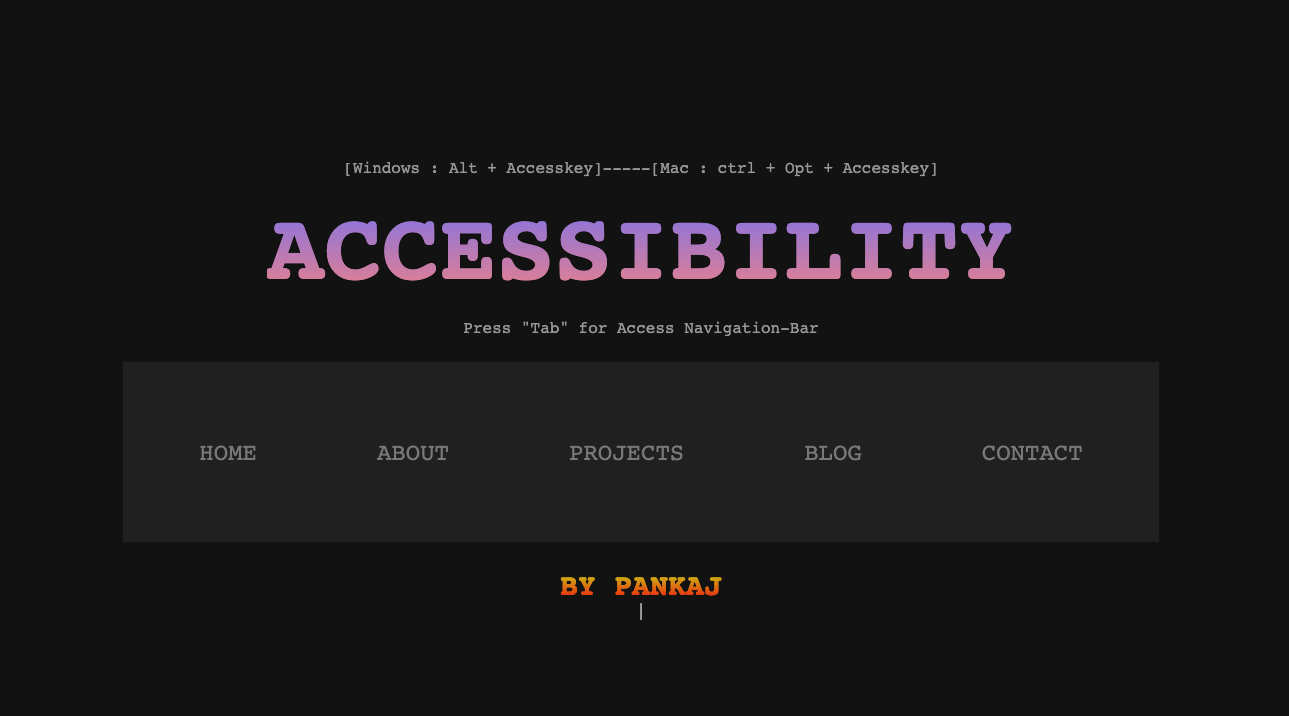 [Windows : Alt + Accesskey]-----[Mac : ctrl + Opt + Accesskey]
ACCESSIBILITY
Press "Tab" for Access Navigation-Bar
HOME ABOUT PROJECTS BLOG CONTACT
BY PANKAJ
|